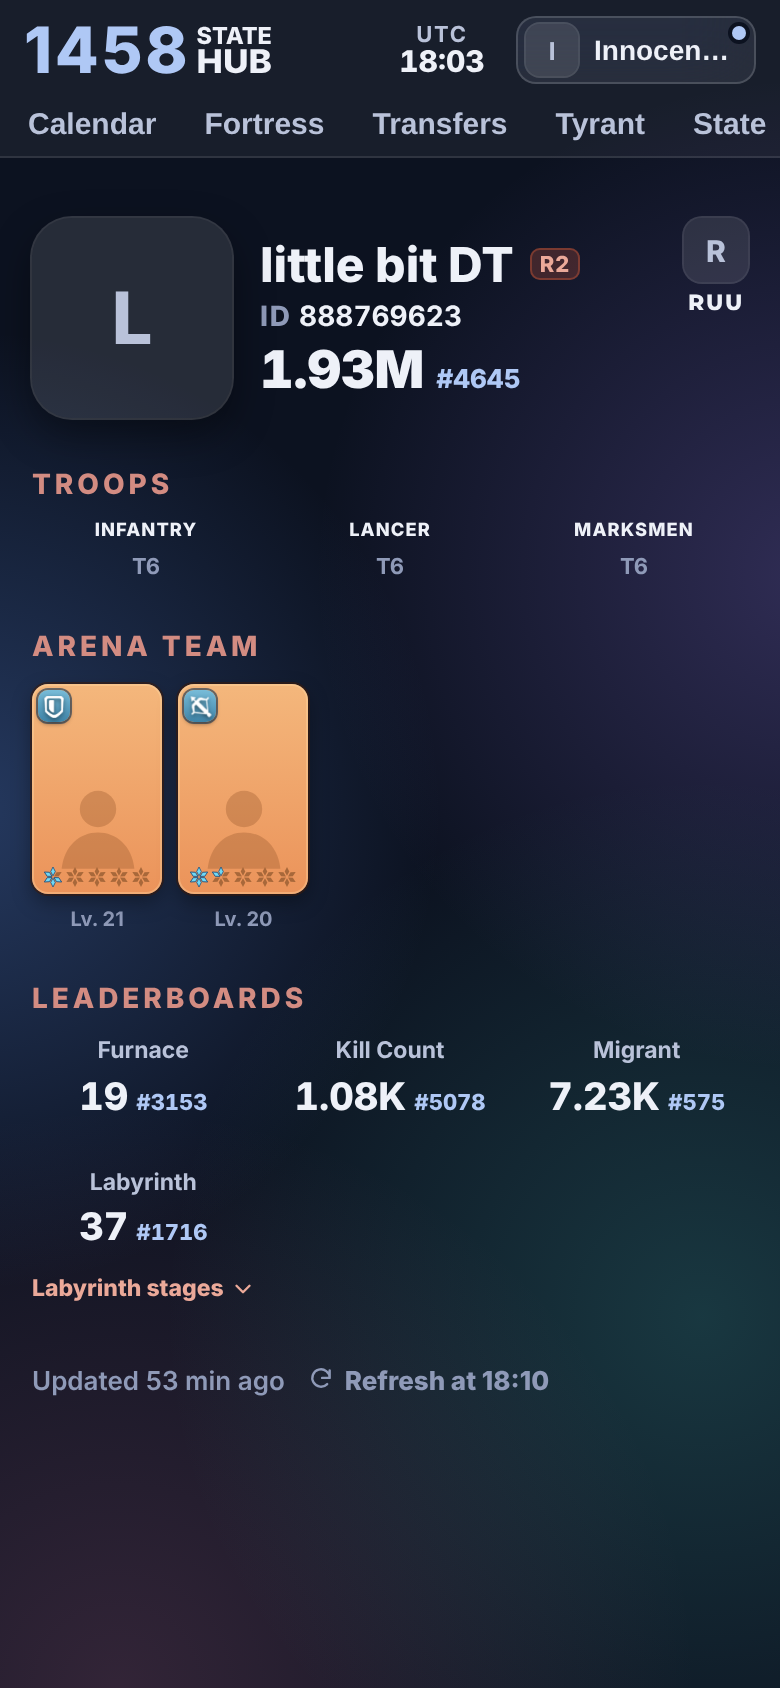 1458 STATE HUB
UTC
18:03
I Innocen...
Calendar Fortress Transfers Tyrant State
L
little bit DT R2
ID 888769623
1.93M #4645
R
RUU
TROOPS
INFANTRY LANCER MARKSMEN
T6 T6 T6
ARENA TEAM
Lv. 21 Lv. 20
LEADERBOARDS
Furnace Kill Count Migrant
19 #3153 1.08K #5078 7.23K #575
Labyrinth
37 #1716
Labyrinth stages
Updated 53 min ago Refresh at 18:10